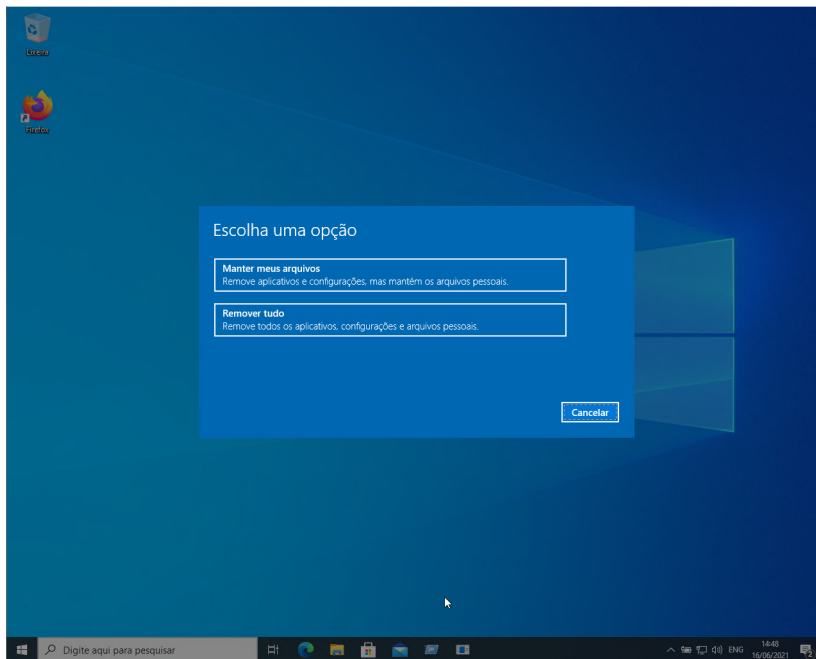 Lixeira
Firefox
Escolha uma opção
Manter meus arquivos
Remove aplicativos e configurações, mas mantém os arquivos pessoais.
Remover tudo
Remove todos os aplicativos, configurações e arquivos pessoais.
Cancelar
Digite aqui para pesquisar
ENG
14:48
16/06/2021
2